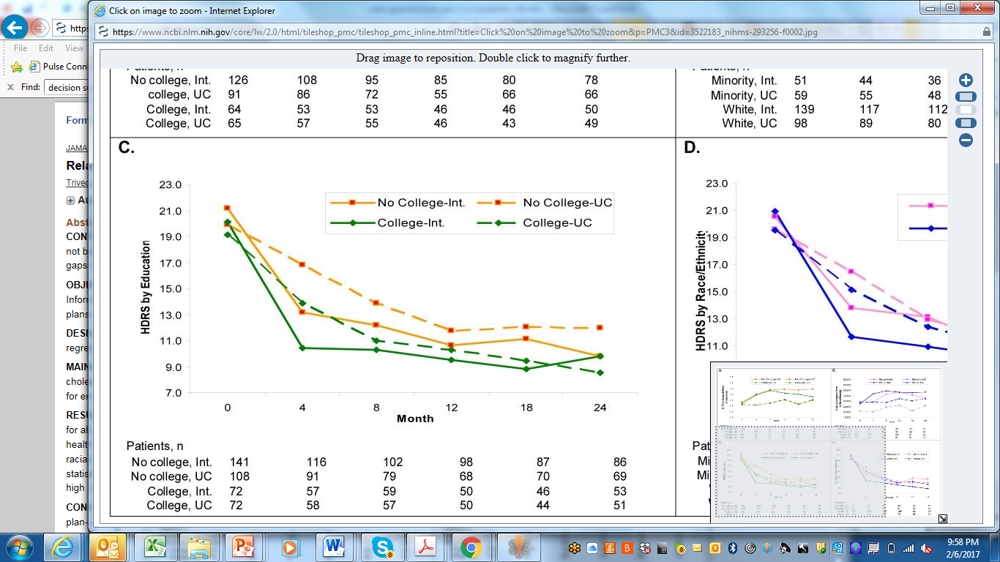 Click on image to zoom - Internet Explorer
https://www.ncbi.nlm.nih.gov/core/lw/2.0/html/tileshop_pmc/tileshop_pmc_inline.html?title=Click%20on%20image%20to%20zoom&p=PMC3&id=3522183_nihms-293256-f0002.jpg
https
File Edit View
Pulse Conn
X Find: decision su
Drag image to reposition. Double click to magnify further.
Patients, n
No college, Int. 126 108 95 85 80 78
college, UC 91 86 72 55 66 66
College, Int. 64 53 53 46 46 50
College, UC 65 57 55 46 43 49
Patients, n
Minority, Int. 51 44 36
Minority, UC 59 55 48
White, Int. 139 117 112
White, UC 98 89 80
Form
JAMA
Rela
Trived
Au
Abst
CON
not b
gaps
OBJ
Inforn
plans
DESI
regre
MAIN
chole
for en
RESU
for al
healt
racia
statis
high
CON
plan-
C.
HDRS by Education
23.0
21.0
19.0
17.0
15.0
13.0
11.0
9.0
7.0
No College-Int. No College-UC
College-Int. College-UC
0 4 8 12 18 24
Month
Patients, n
No college, Int. 141 116 102 98 87 86
No college, UC 108 91 79 68 70 69
College, Int. 72 57 59 50 46 53
College, UC 72 58 57 50 44 51
D.
HDRS by Race/Ethnicity
23.0
21.0
19.0
17.0
15.0
13.0
11.0
Pat
Mi
Mi
9:58 PM
2/6/2017